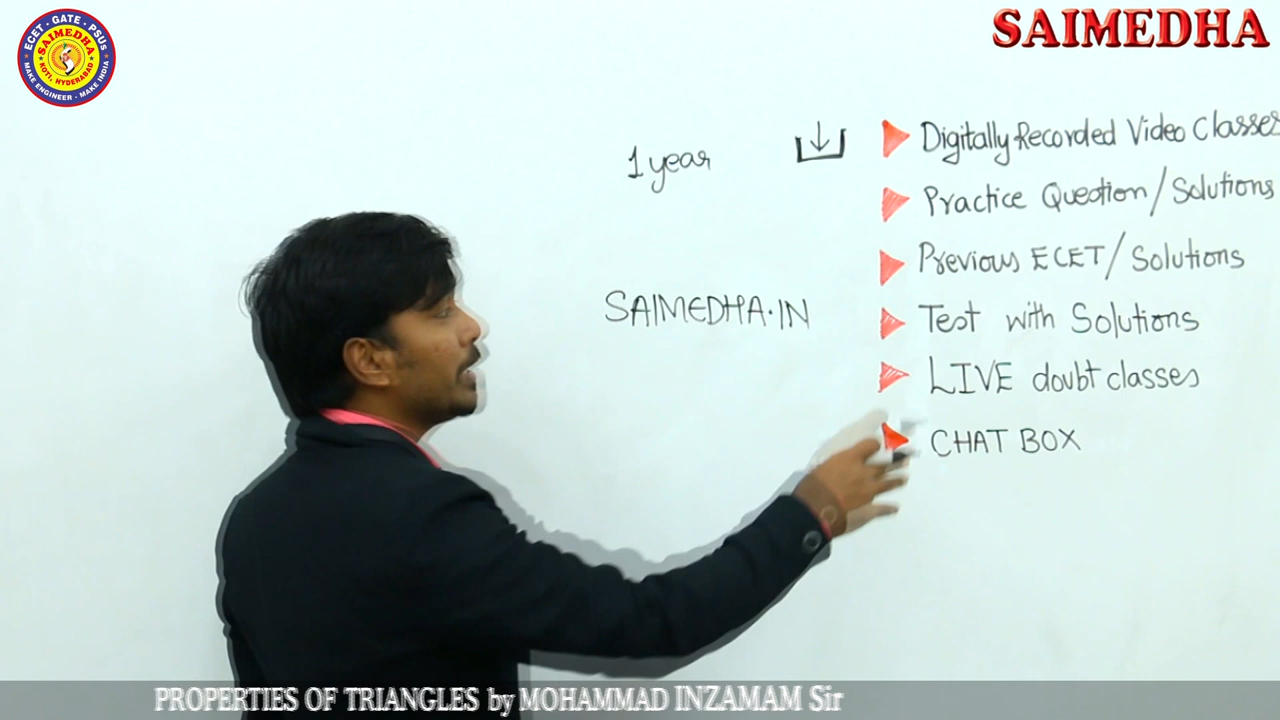 ECET - GATE - PSUs
SAIMEDHA
KOTI, HYDERABAD
MAKE ENGINEER - MAKE INDIA
SAIMEDHA
1 year
Digitally Recorded Video Classes
Practice Question/Solutions
Previous ECET/Solutions
SAIMEDHA.IN
Test with Solutions
LIVE doubt classes
CHAT BOX
PROPERTIES OF TRIANGLES by MOHAMMAD INZAMAM Sir